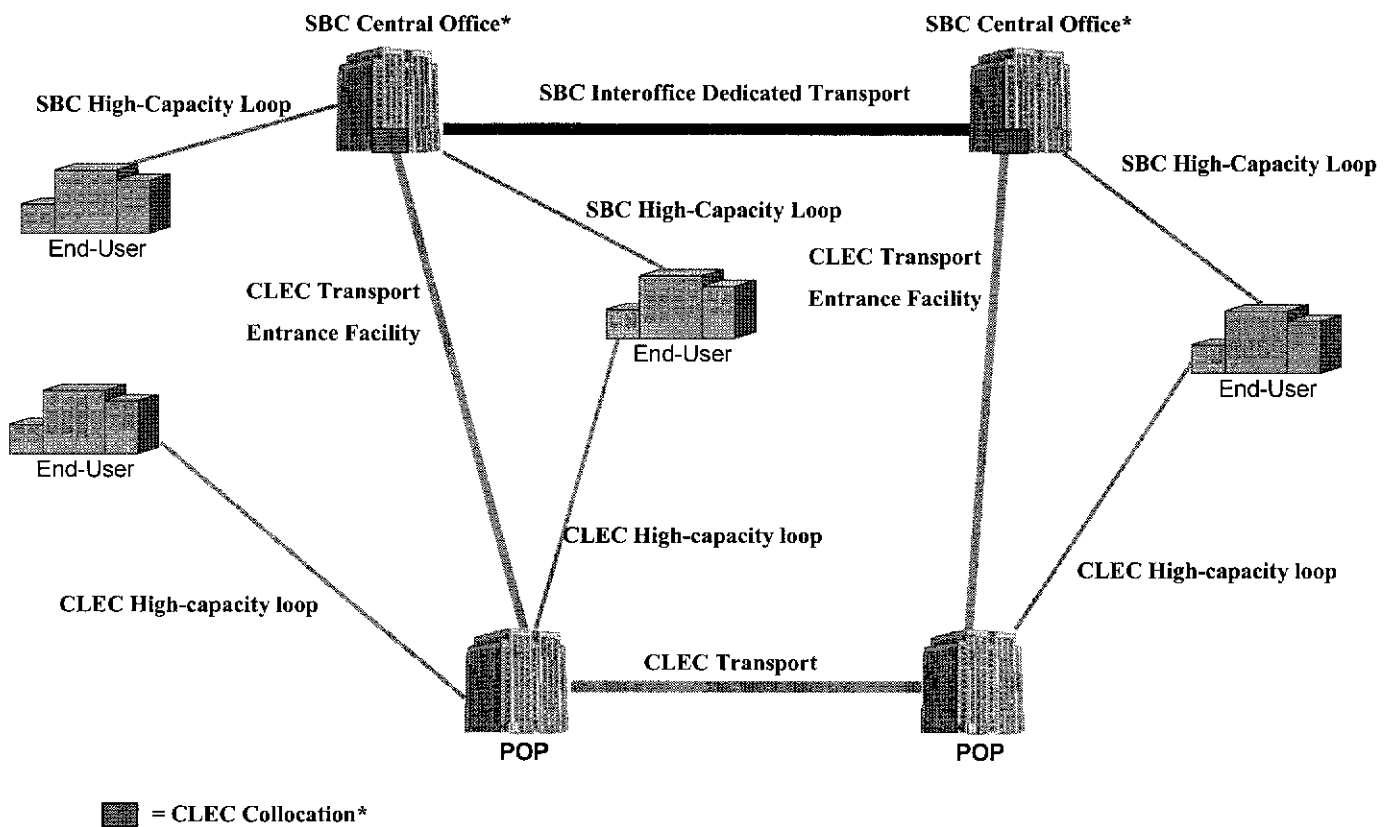 SBC Central Office*
SBC Central Office*
SBC High-Capacity Loop
SBC Interoffice Dedicated Transport
SBC High-Capacity Loop
End-User
SBC High-Capacity Loop
CLEC Transport
Entrance Facility
CLEC Transport
Entrance Facility
End-User
End-User
End-User
CLEC High-capacity loop
CLEC High-capacity loop
CLEC High-capacity loop
CLEC Transport
POP
POP
= CLEC Collocation*